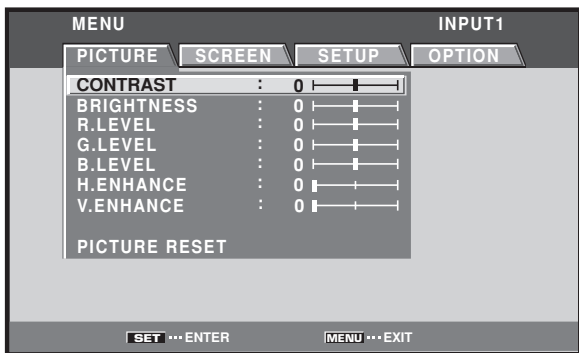 MENU INPUT1
PICTURE SCREEN SETUP OPTION
CONTRAST : 0
BRIGHTNESS : 0
R.LEVEL : 0
G.LEVEL : 0
B.LEVEL : 0
H.ENHANCE : 0
V.ENHANCE : 0
PICTURE RESET
SET ··· ENTER MENU ··· EXIT